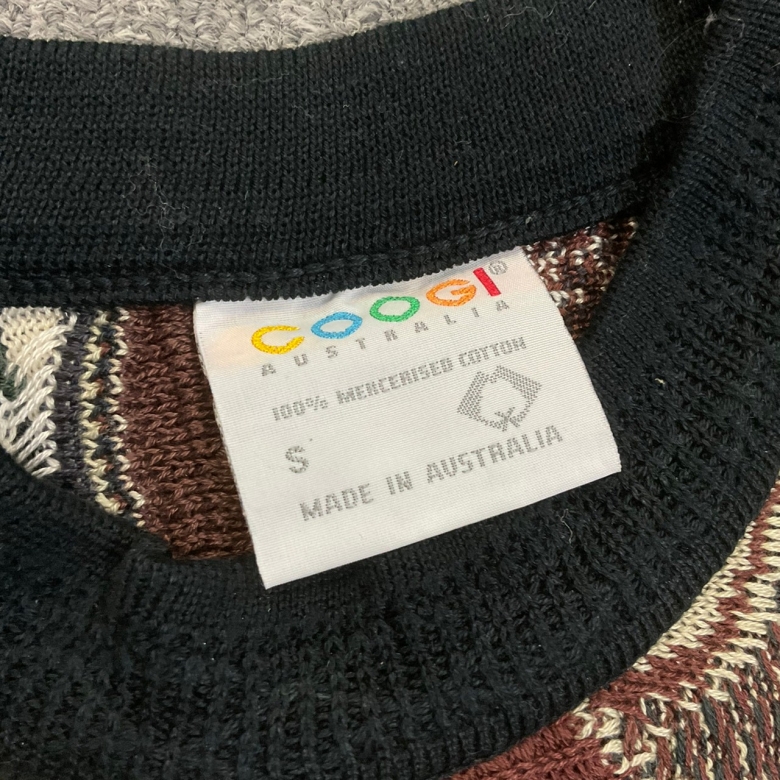 COOGI®
AUSTRALIA
100% MERCERISED COTTON
S
MADE IN AUSTRALIA